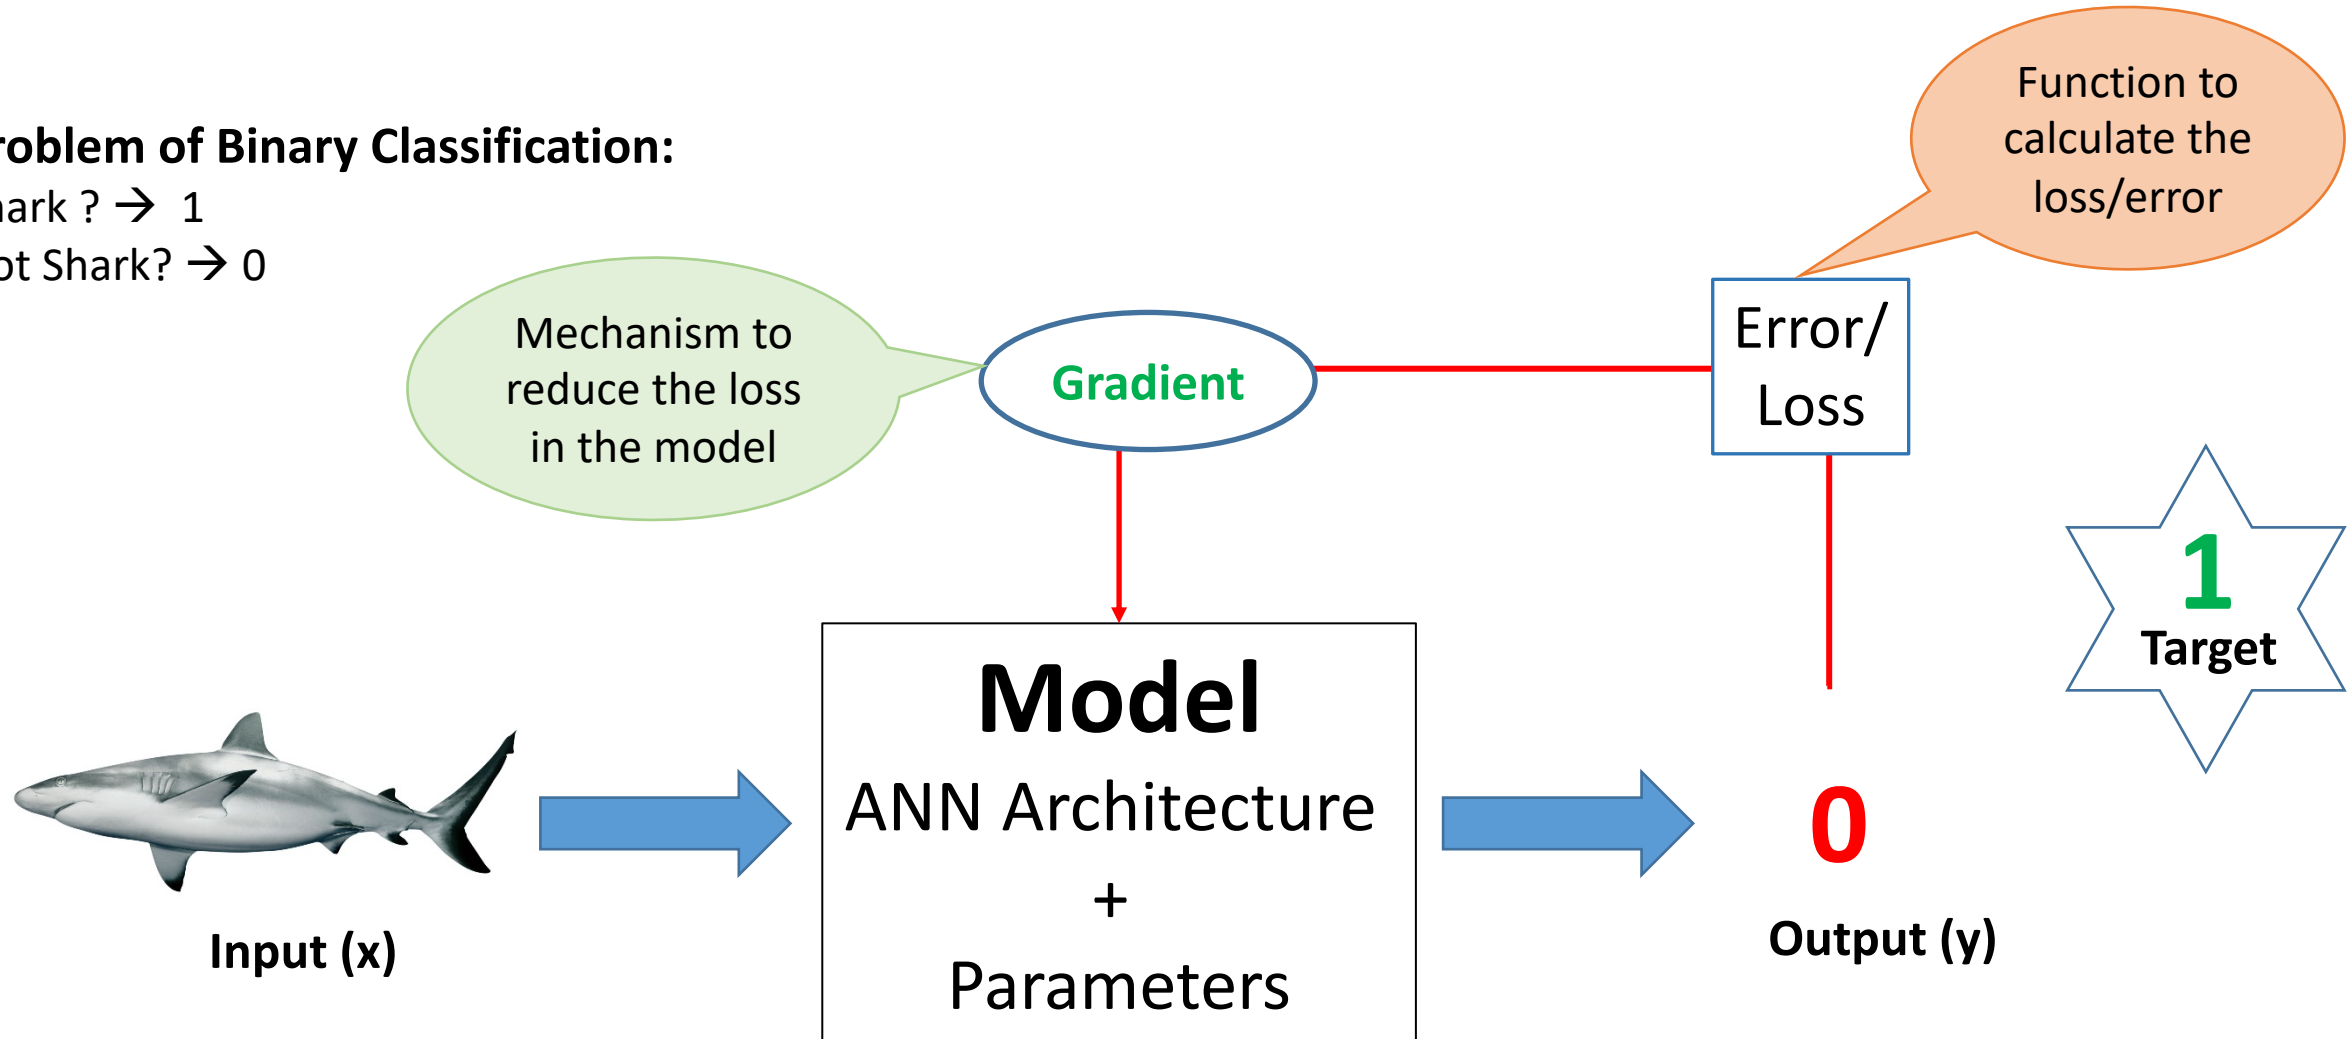 roblem of Binary Classification:
ark ? → 1
ot Shark? → 0
Function to
calculate the
loss/error
Mechanism to
reduce the loss
in the model
Gradient
Error/
Loss
1
Target
Model
ANN Architecture
+
Parameters
0
Input (x)
Output (y)